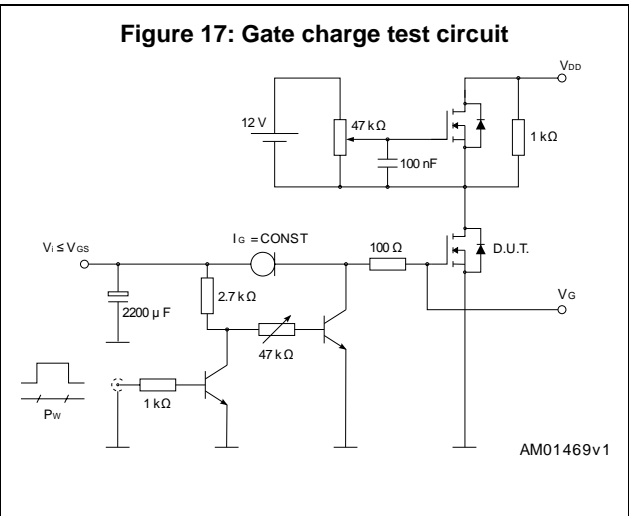 Figure 17: Gate charge test circuit
VDD
12 V
47 kΩ
1 kΩ
100 nF
Vi ≤ VGS
IG = CONST
100 Ω
D.U.T.
2.7 kΩ
VG
2200 µF
47 kΩ
1 kΩ
PW
AM01469v1